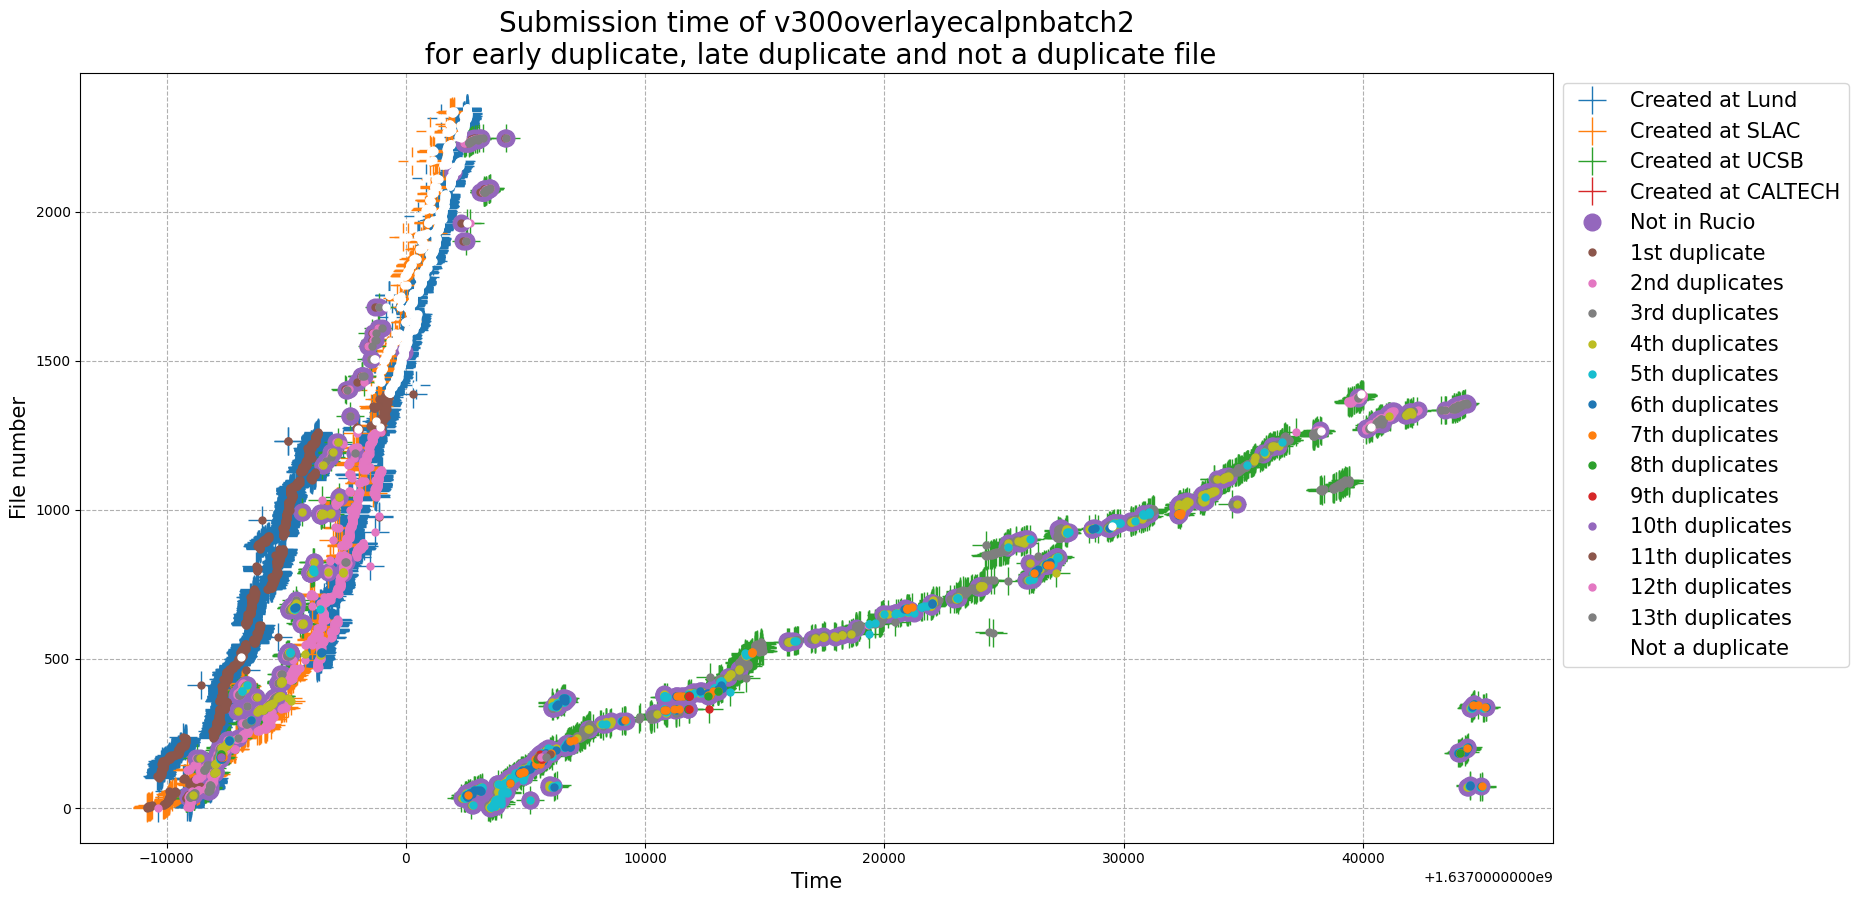 Submission time of v300overlayecalpnbatch2
for early duplicate, late duplicate and not a duplicate file
File number
2000
1500
1000
500
0
−10000
0
10000
20000
30000
40000
+1.6370000000e9
Time
Created at Lund
Created at SLAC
Created at UCSB
Created at CALTECH
Not in Rucio
1st duplicate
2nd duplicates
3rd duplicates
4th duplicates
5th duplicates
6th duplicates
7th duplicates
8th duplicates
9th duplicates
10th duplicates
11th duplicates
12th duplicates
13th duplicates
Not a duplicate